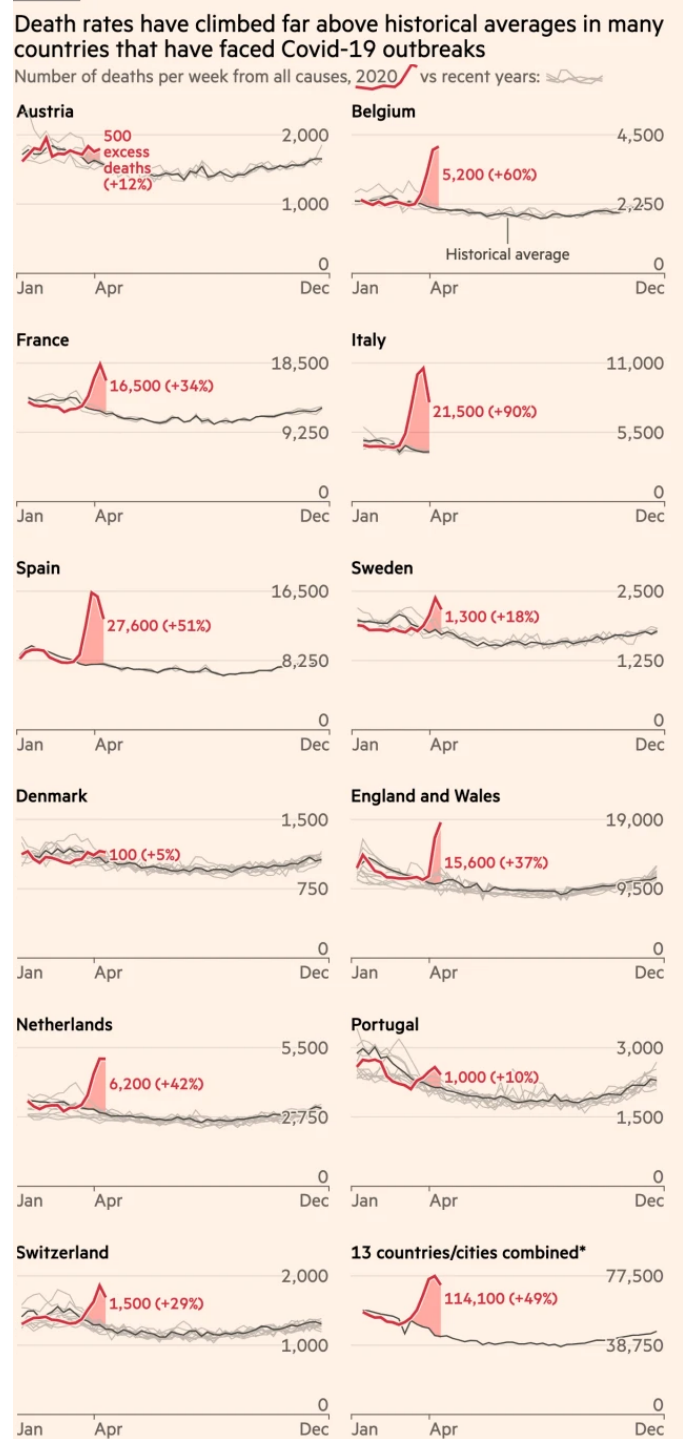 Death rates have climbed far above historical averages in many
countries that have faced Covid-19 outbreaks
Number of deaths per week from all causes, 2020 vs recent years:
Austria
2,000
500
excess
deaths
(+12%)
1,000
0
Jan Apr Dec
Belgium
4,500
5,200 (+60%)
2,250
Historical average
0
Jan Apr Dec
France
18,500
16,500 (+34%)
9,250
0
Jan Apr Dec
Italy
11,000
21,500 (+90%)
5,500
0
Jan Apr Dec
Spain
16,500
27,600 (+51%)
8,250
0
Jan Apr Dec
Sweden
2,500
1,300 (+18%)
1,250
0
Jan Apr Dec
Denmark
1,500
100 (+5%)
750
0
Jan Apr Dec
England and Wales
19,000
15,600 (+37%)
9,500
0
Jan Apr Dec
Netherlands
5,500
6,200 (+42%)
2,750
0
Jan Apr Dec
Portugal
3,000
1,000 (+10%)
1,500
0
Jan Apr Dec
Switzerland
2,000
1,500 (+29%)
1,000
0
Jan Apr Dec
13 countries/cities combined*
77,500
114,100 (+49%)
38,750
0
Jan Apr Dec